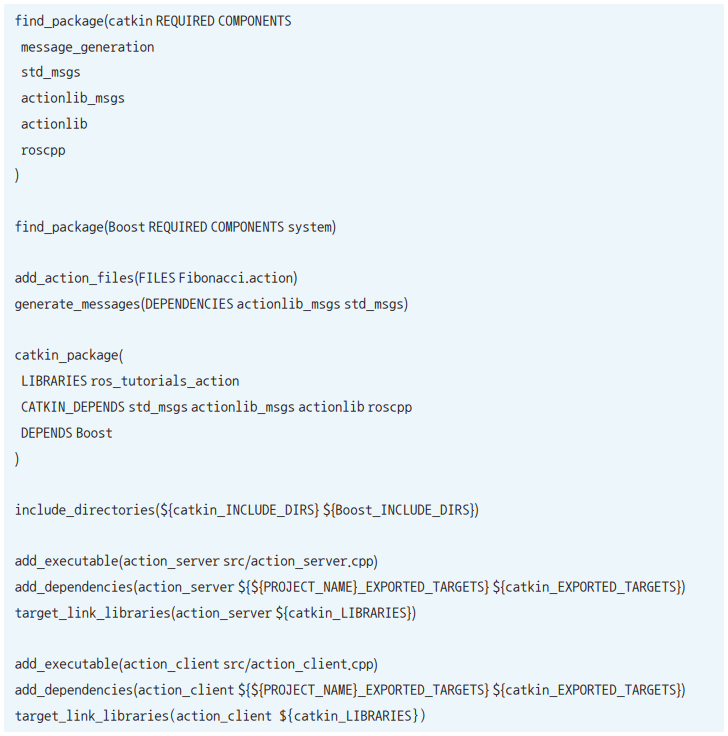 find_package(catkin REQUIRED COMPONENTS
 message_generation
 std_msgs
 actionlib_msgs
 actionlib
 roscpp
)

find_package(Boost REQUIRED COMPONENTS system)

add_action_files(FILES Fibonacci.action)
generate_messages(DEPENDENCIES actionlib_msgs std_msgs)

catkin_package(
 LIBRARIES ros_tutorials_action
 CATKIN_DEPENDS std_msgs actionlib_msgs actionlib roscpp
 DEPENDS Boost
)

include_directories(${catkin_INCLUDE_DIRS} ${Boost_INCLUDE_DIRS})

add_executable(action_server src/action_server.cpp)
add_dependencies(action_server ${${PROJECT_NAME}_EXPORTED_TARGETS} ${catkin_EXPORTED_TARGETS})
target_link_libraries(action_server ${catkin_LIBRARIES})

add_executable(action_client src/action_client.cpp)
add_dependencies(action_client ${${PROJECT_NAME}_EXPORTED_TARGETS} ${catkin_EXPORTED_TARGETS})
target_link_libraries(action_client ${catkin_LIBRARIES})